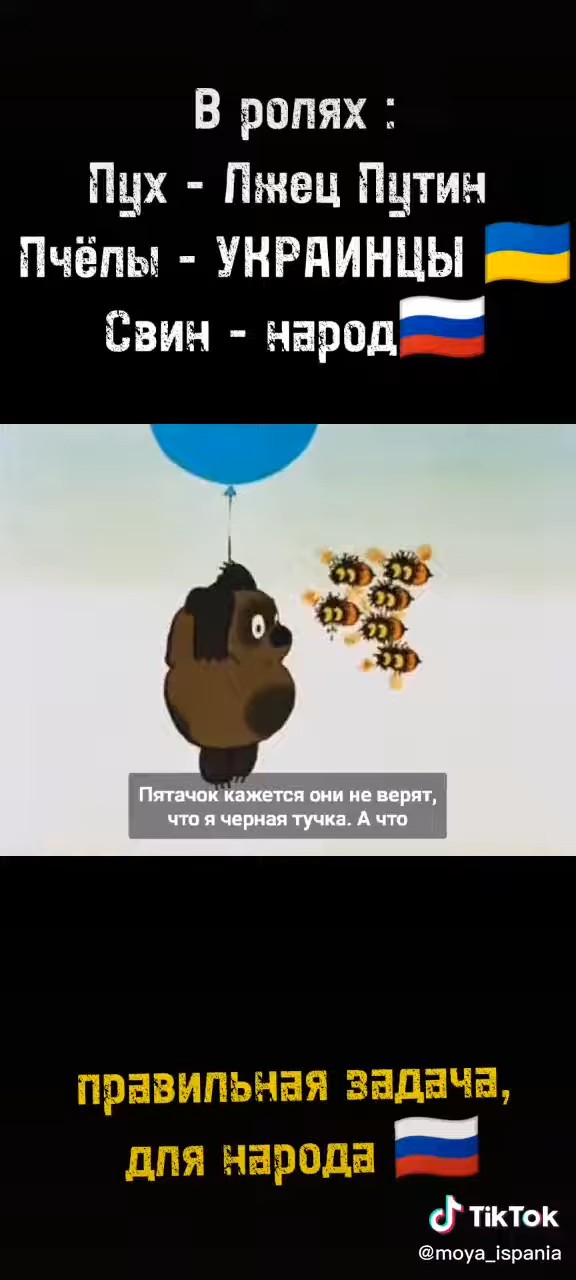 В ролях :
Пух - Лжец Путин
Пчёлы - УКРАИНЦЫ 🇺🇦
Свин - народ🇷🇺
Пятачок кажется они не верят,
что я черная тучка. А что
правильная задача,
для народа 🇷🇺
TikTok
@moya_ispania